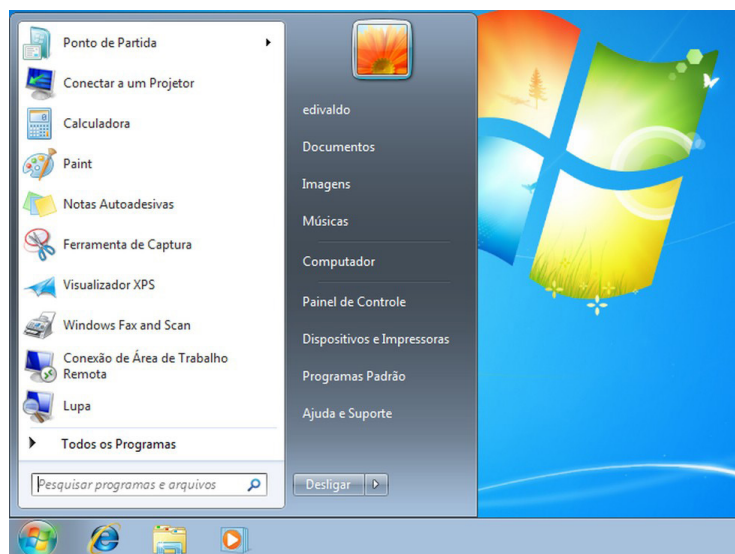 Ponto de Partida
Conectar a um Projetor
Calculadora
Paint
Notas Autoadesivas
Ferramenta de Captura
Visualizador XPS
Windows Fax and Scan
Conexão de Área de Trabalho
Remota
Lupa
Todos os Programas
Pesquisar programas e arquivos
edivaldo
Documentos
Imagens
Músicas
Computador
Painel de Controle
Dispositivos e Impressoras
Programas Padrão
Ajuda e Suporte
Desligar